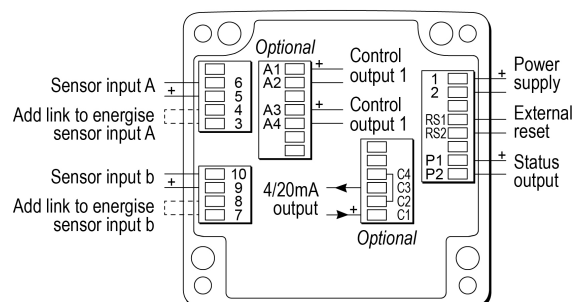 Optional
Sensor input A
+
Add link to energise
sensor input A
6
5
4
3
A1
A2
A3
A4
+
Control
output 1
+
Control
output 1
1
2
RS1
RS2
P1
P2
+
Power
supply
External
reset
+
Status
output
Sensor input b
+
Add link to energise
sensor input b
10
9
8
7
4/20mA
output
+
C4
C3
C2
C1
Optional